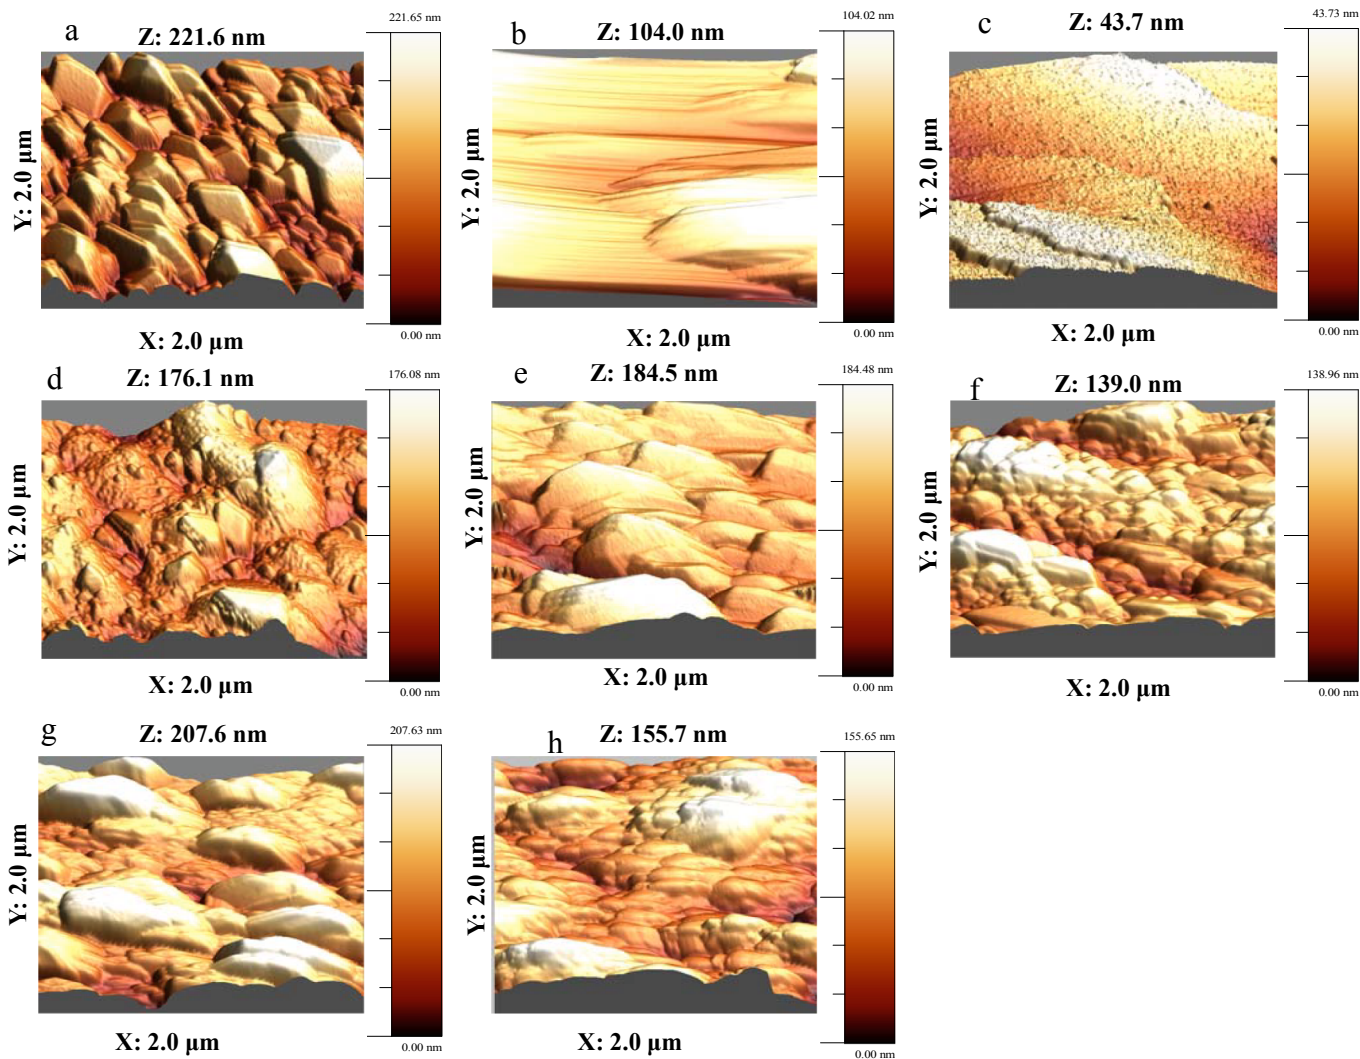 a
Z: 221.6 nm
221.65 nm
Y: 2.0 µm
X: 2.0 µm
0.00 nm
b
Z: 104.0 nm
104.02 nm
Y: 2.0 µm
X: 2.0 µm
0.00 nm
c
Z: 43.7 nm
43.73 nm
Y: 2.0 µm
X: 2.0 µm
0.00 nm
d
Z: 176.1 nm
176.08 nm
Y: 2.0 µm
X: 2.0 µm
0.00 nm
e
Z: 184.5 nm
184.48 nm
Y: 2.0 µm
X: 2.0 µm
0.00 nm
f
Z: 139.0 nm
138.96 nm
Y: 2.0 µm
X: 2.0 µm
0.00 nm
g
Z: 207.6 nm
207.63 nm
Y: 2.0 µm
X: 2.0 µm
0.00 nm
h
Z: 155.7 nm
155.65 nm
Y: 2.0 µm
X: 2.0 µm
0.00 nm